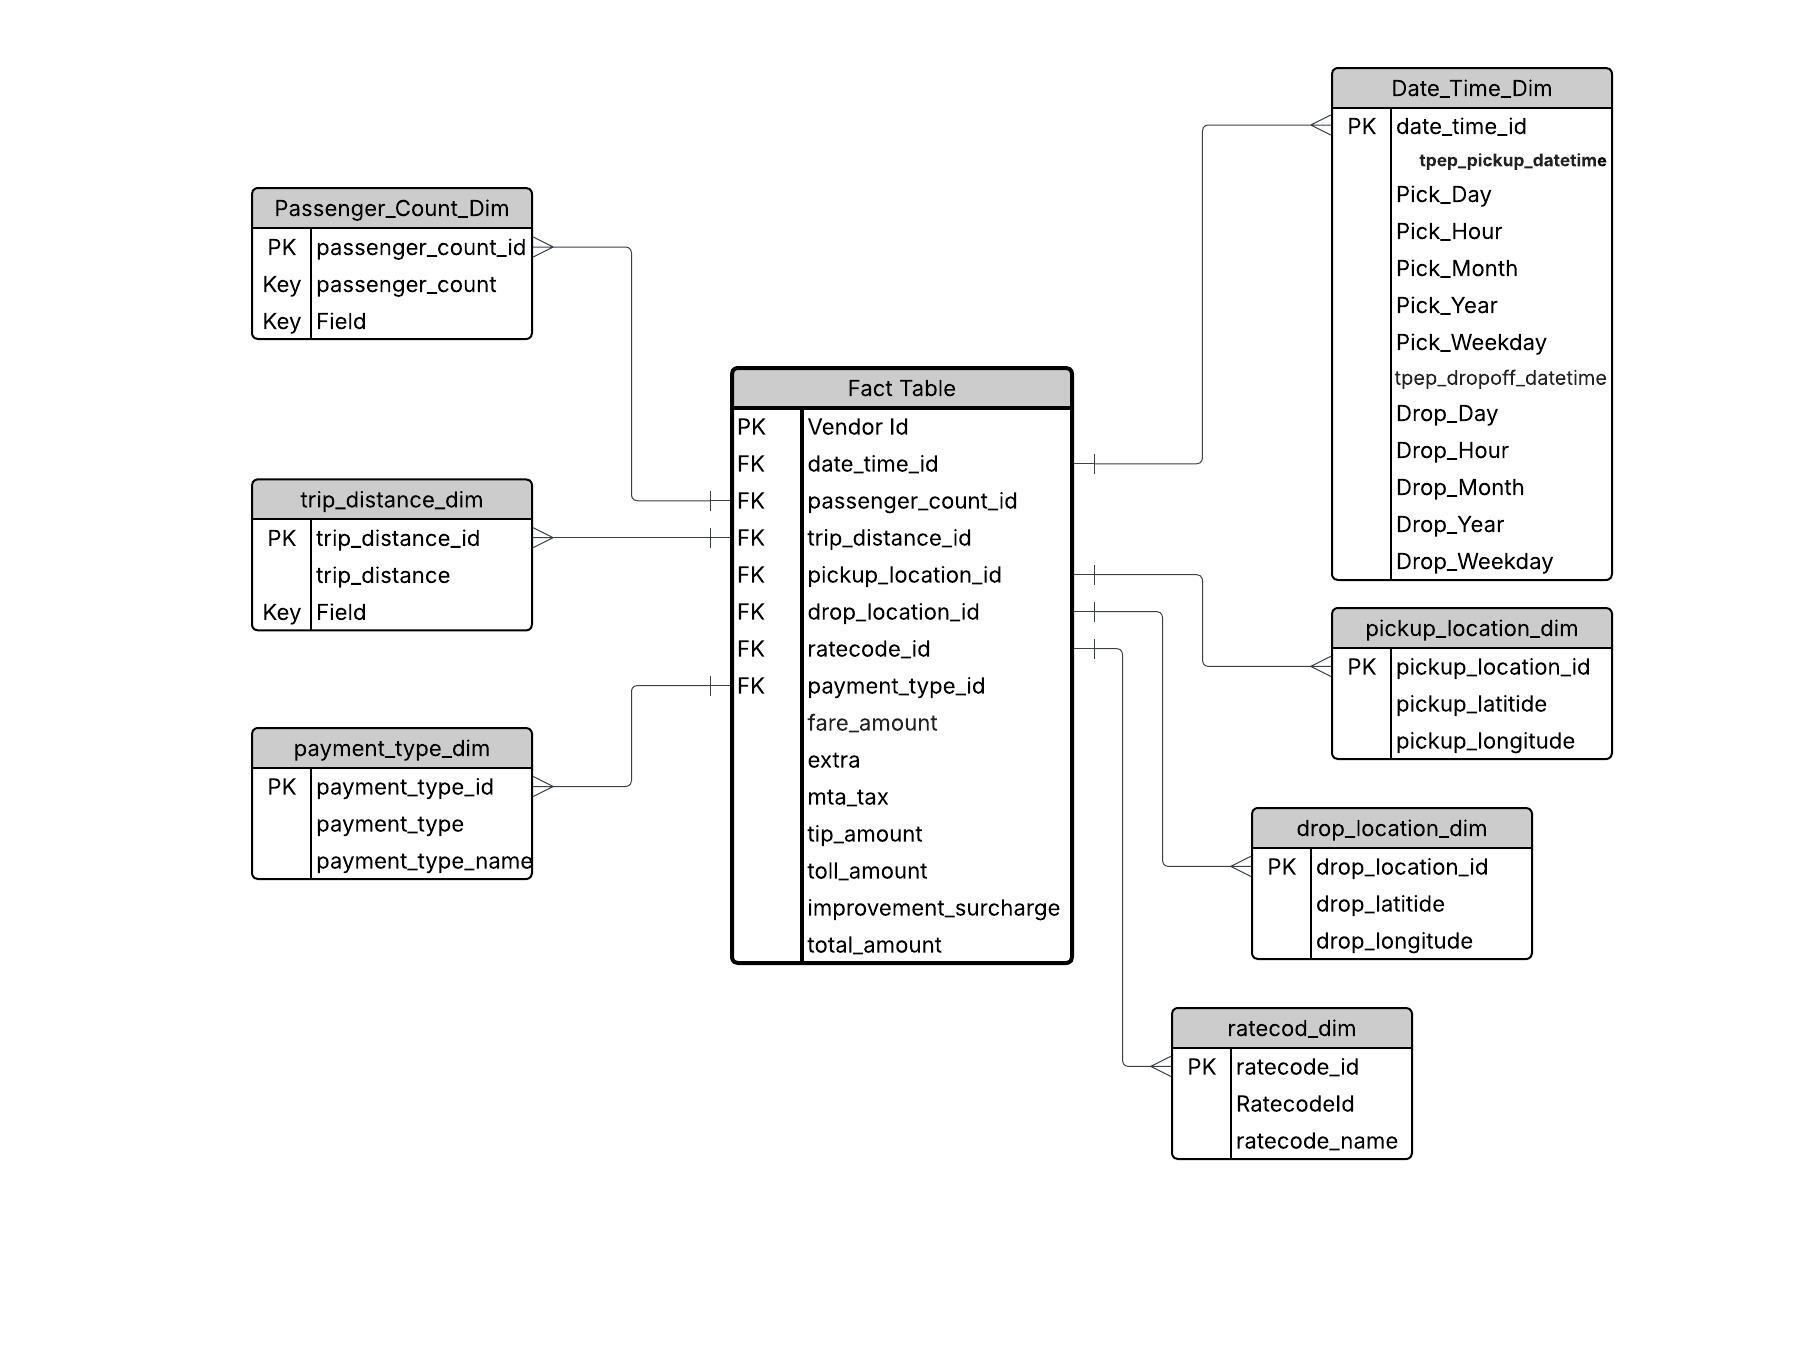 Passenger_Count_Dim
PK passenger_count_id
Key passenger_count
Key Field
trip_distance_dim
PK trip_distance_id
trip_distance
Key Field
payment_type_dim
PK payment_type_id
payment_type
payment_type_name
Fact Table
PK Vendor Id
FK date_time_id
FK passenger_count_id
FK trip_distance_id
FK pickup_location_id
FK drop_location_id
FK ratecode_id
FK payment_type_id
fare_amount
extra
mta_tax
tip_amount
toll_amount
improvement_surcharge
total_amount
Date_Time_Dim
PK date_time_id
tpep_pickup_datetime
Pick_Day
Pick_Hour
Pick_Month
Pick_Year
Pick_Weekday
tpep_dropoff_datetime
Drop_Day
Drop_Hour
Drop_Month
Drop_Year
Drop_Weekday
pickup_location_dim
PK pickup_location_id
pickup_latitide
pickup_longitude
drop_location_dim
PK drop_location_id
drop_latitide
drop_longitude
ratecod_dim
PK ratecode_id
RatecodeId
ratecode_name